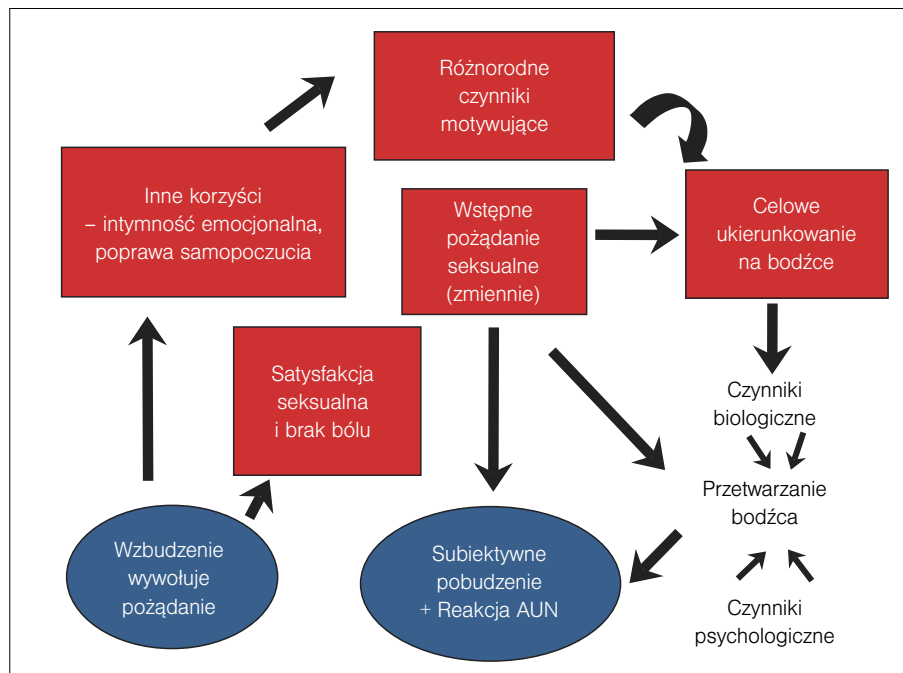 Różnorodne
czynniki
motywujące
Inne korzyści
– intymność emocjonalna,
poprawa samopoczucia
Wstępne
pożądanie
seksualne
(zmiennie)
Celowe
ukierunkowanie
na bodźce
Satysfakcja
seksualna
i brak bólu
Czynniki
biologiczne
Przetwarzanie
bodźca
Wzbudzenie
wywołuje
pożądanie
Subiektywne
pobudzenie
+ Reakcja AUN
Czynniki
psychologiczne